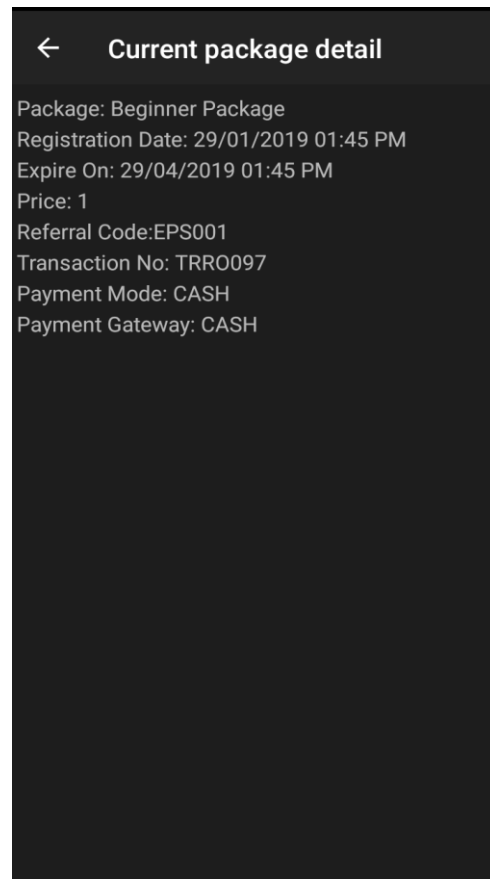 Current package detail
Package: Beginner Package
Registration Date: 29/01/2019 01:45 PM
Expire On: 29/04/2019 01:45 PM
Price: 1
Referral Code:EPS001
Transaction No: TRRO097
Payment Mode: CASH
Payment Gateway: CASH